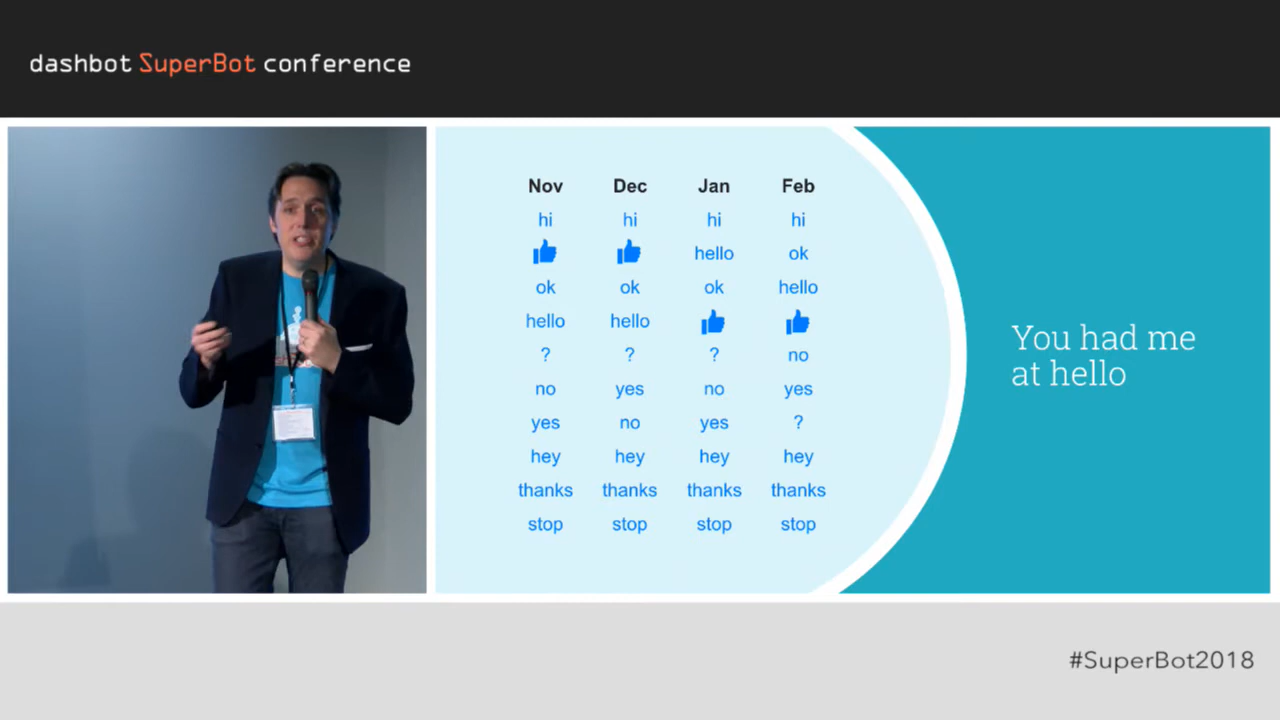 dashbot SuperBot conference
Nov Dec Jan Feb
hi hi hi hi
hello ok
ok ok ok hello
hello hello
? ? ? no
no yes no yes
yes no yes ?
hey hey hey hey
thanks thanks thanks thanks
stop stop stop stop
You had me
at hello
#SuperBot2018